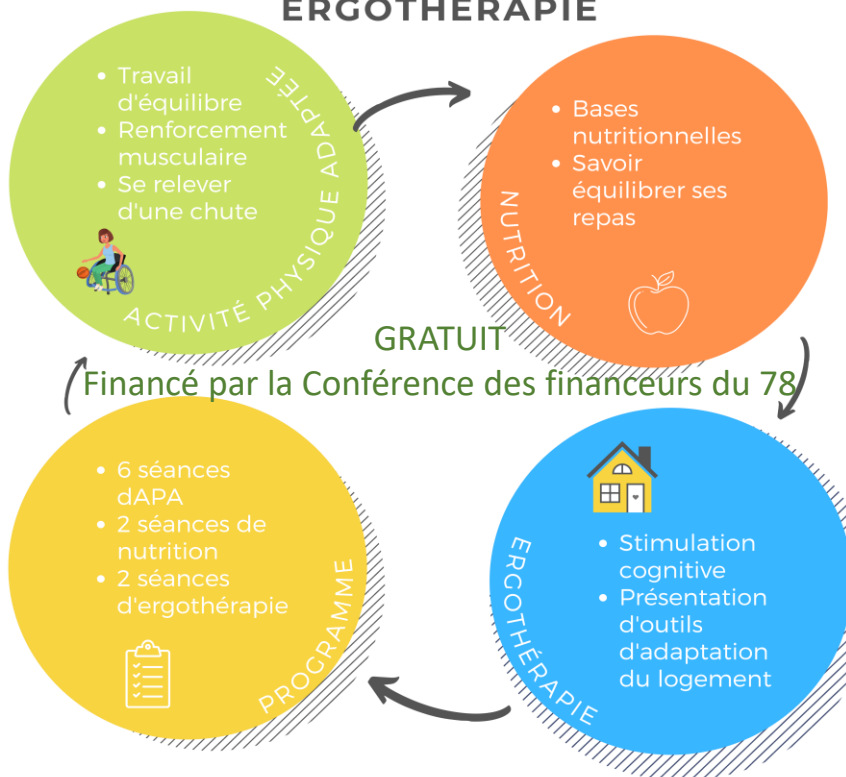 ERGOTHÉRAPIE
• Travail
d'équilibre
• Renforcement
musculaire
• Se relever
d'une chute
ACTIVITÉ PHYSIQUE ADAPTÉE
• Bases
nutritionnelles
• Savoir
équilibrer ses
repas
NUTRITION
GRATUIT
Financé par la Conférence des financeurs du 78
• 6 séances
dAPA
• 2 séances de
nutrition
• 2 séances
d'ergothérapie
PROGRAMME
• Stimulation
cognitive
• Présentation
d'outils
d'adaptation
du logement
ERGOTHÉRAPIE